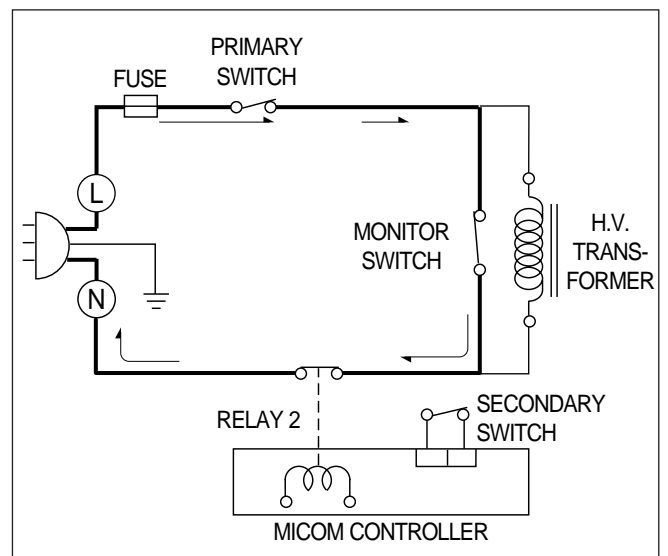 PRIMARY
SWITCH
FUSE
L
MONITOR
SWITCH
H.V.
TRANS-
FORMER
N
RELAY 2
SECONDARY
SWITCH
MICOM CONTROLLER